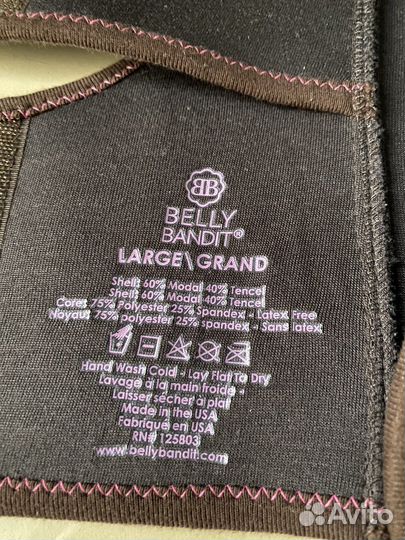 BB
BELLY
BANDIT®
LARGE\GRAND
Shell: 60% Modal 40% Tencel
Shell: 60% Modal 40% Tencel
Core: 75% Polyester 25% Spandex - Latex Free
Noyau: 75% polyester 25% spandex - Sans latex
Hand Wash Cold - Lay Flat To Dry
Lavage à la main froide -
Laisser sécher à plat
Made in the USA
Fabriqué en USA
RN# 125803
www.bellybandit.com
Avito